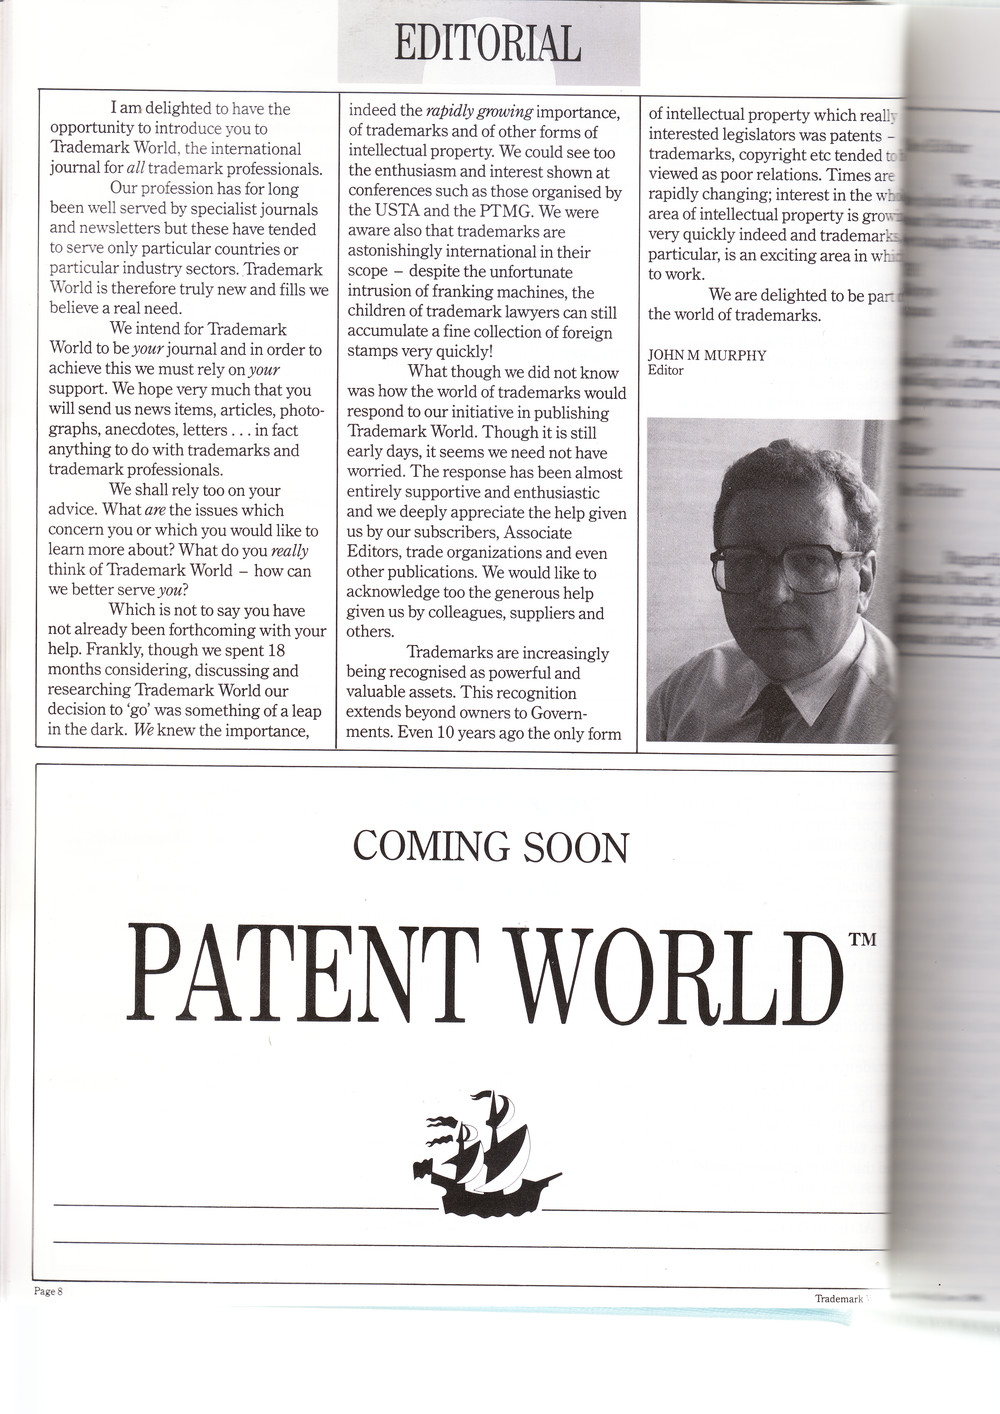 EDITORIAL
I am delighted to have the
opportunity to introduce you to
Trademark World, the international
journal for all trademark professionals.
Our profession has for long
been well served by specialist journals
and newsletters but these have tended
to serve only particular countries or
particular industry sectors. Trademark
World is therefore truly new and fills we
believe a real need.
We intend for Trademark
World to be your journal and in order to
achieve this we must rely on your
support. We hope very much that you
will send us news items, articles, photo-
graphs, anecdotes, letters . . . in fact
anything to do with trademarks and
trademark professionals.
We shall rely too on your
advice. What are the issues which
concern you or which you would like to
learn more about? What do you really
think of Trademark World – how can
we better serve you?
Which is not to say you have
not already been forthcoming with your
help. Frankly, though we spent 18
months considering, discussing and
researching Trademark World our
decision to ‘go’ was something of a leap
in the dark. We knew the importance,
indeed the rapidly growing importance,
of trademarks and of other forms of
intellectual property. We could see too
the enthusiasm and interest shown at
conferences such as those organised by
the USTA and the PTMG. We were
aware also that trademarks are
astonishingly international in their
scope – despite the unfortunate
intrusion of franking machines, the
children of trademark lawyers can still
accumulate a fine collection of foreign
stamps very quickly!
What though we did not know
was how the world of trademarks would
respond to our initiative in publishing
Trademark World. Though it is still
early days, it seems we need not have
worried. The response has been almost
entirely supportive and enthusiastic
and we deeply appreciate the help given
us by our subscribers, Associate
Editors, trade organizations and even
other publications. We would like to
acknowledge too the generous help
given us by colleagues, suppliers and
others.
Trademarks are increasingly
being recognised as powerful and
valuable assets. This recognition
extends beyond owners to Govern-
ments. Even 10 years ago the only form
of intellectual property which really
interested legislators was patents –
trademarks, copyright etc tended to
viewed as poor relations. Times are
rapidly changing; interest in the
area of intellectual property is
very quickly indeed and trademarks,
particular, is an exciting area in
to work.
We are delighted to be part
the world of trademarks.
JOHN M MURPHY
Editor
COMING SOON
PATENT WORLD™
Page 8
Trademark